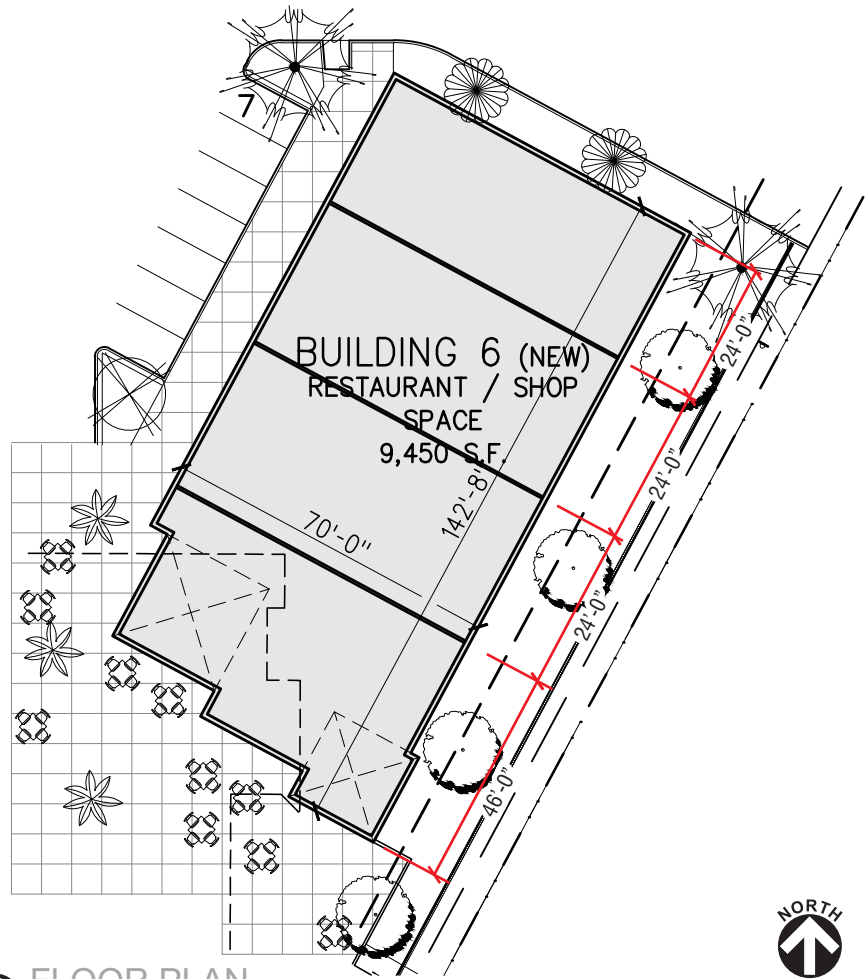 7
BUILDING 6 (NEW)
RESTAURANT / SHOP
SPACE
9,450 S.F.
70'-0"
142'-8"
24'-0"
24'-0"
24'-0"
46'-0"
NORTH
FLOOR PLAN